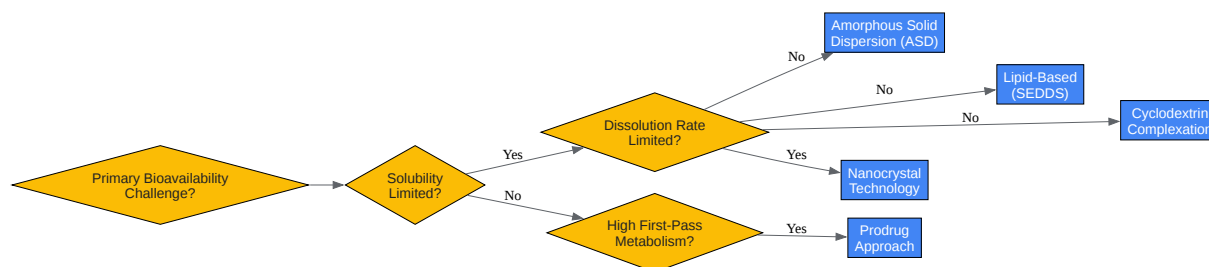 Primary Bioavailability
Challenge?
Solubility
Limited?
Yes
No
Dissolution Rate
Limited?
High First-Pass
Metabolism?
No
No
No
Yes
Yes
Amorphous Solid
Dispersion (ASD)
Lipid-Based
(SEDDS)
Cyclodextrin
Complexation
Nanocrystal
Technology
Prodrug
Approach